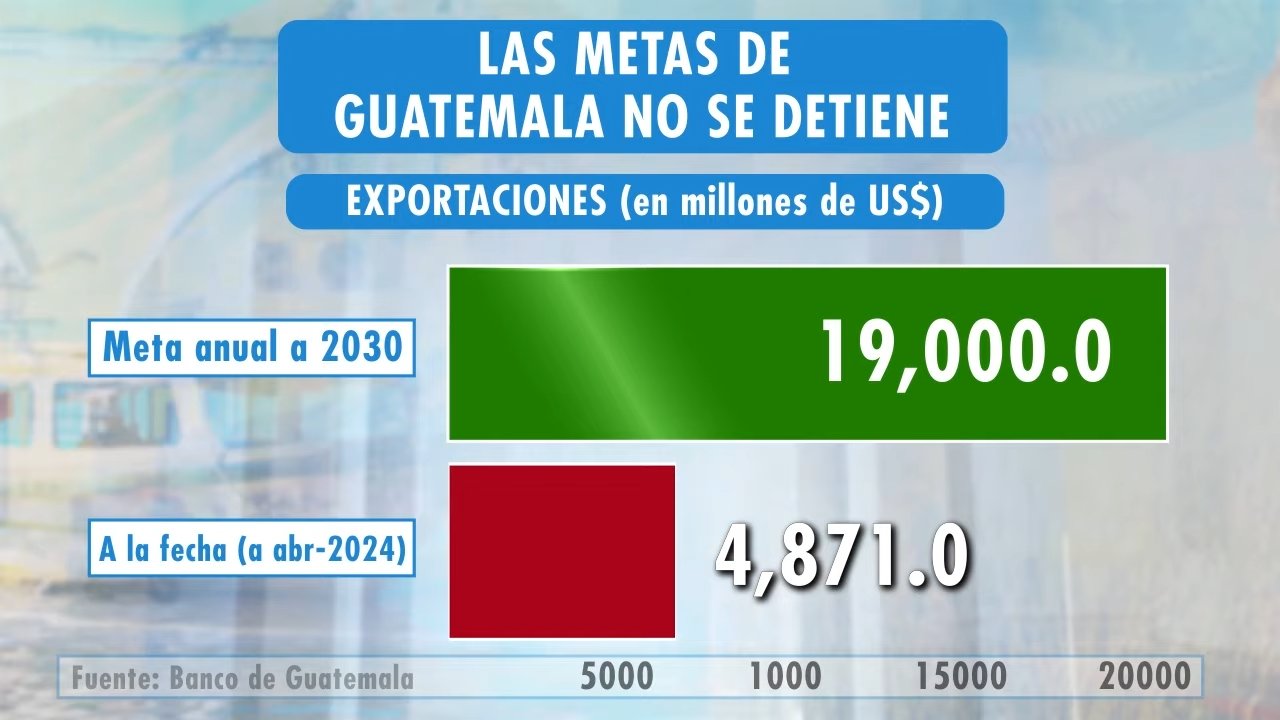 LAS METAS DE
GUATEMALA NO SE DETIENE
EXPORTACIONES (en millones de US$)
Meta anual a 2030
19,000.0
A la fecha (a abr-2024)
4,871.0
Fuente: Banco de Guatemala 5000 1000 15000 20000